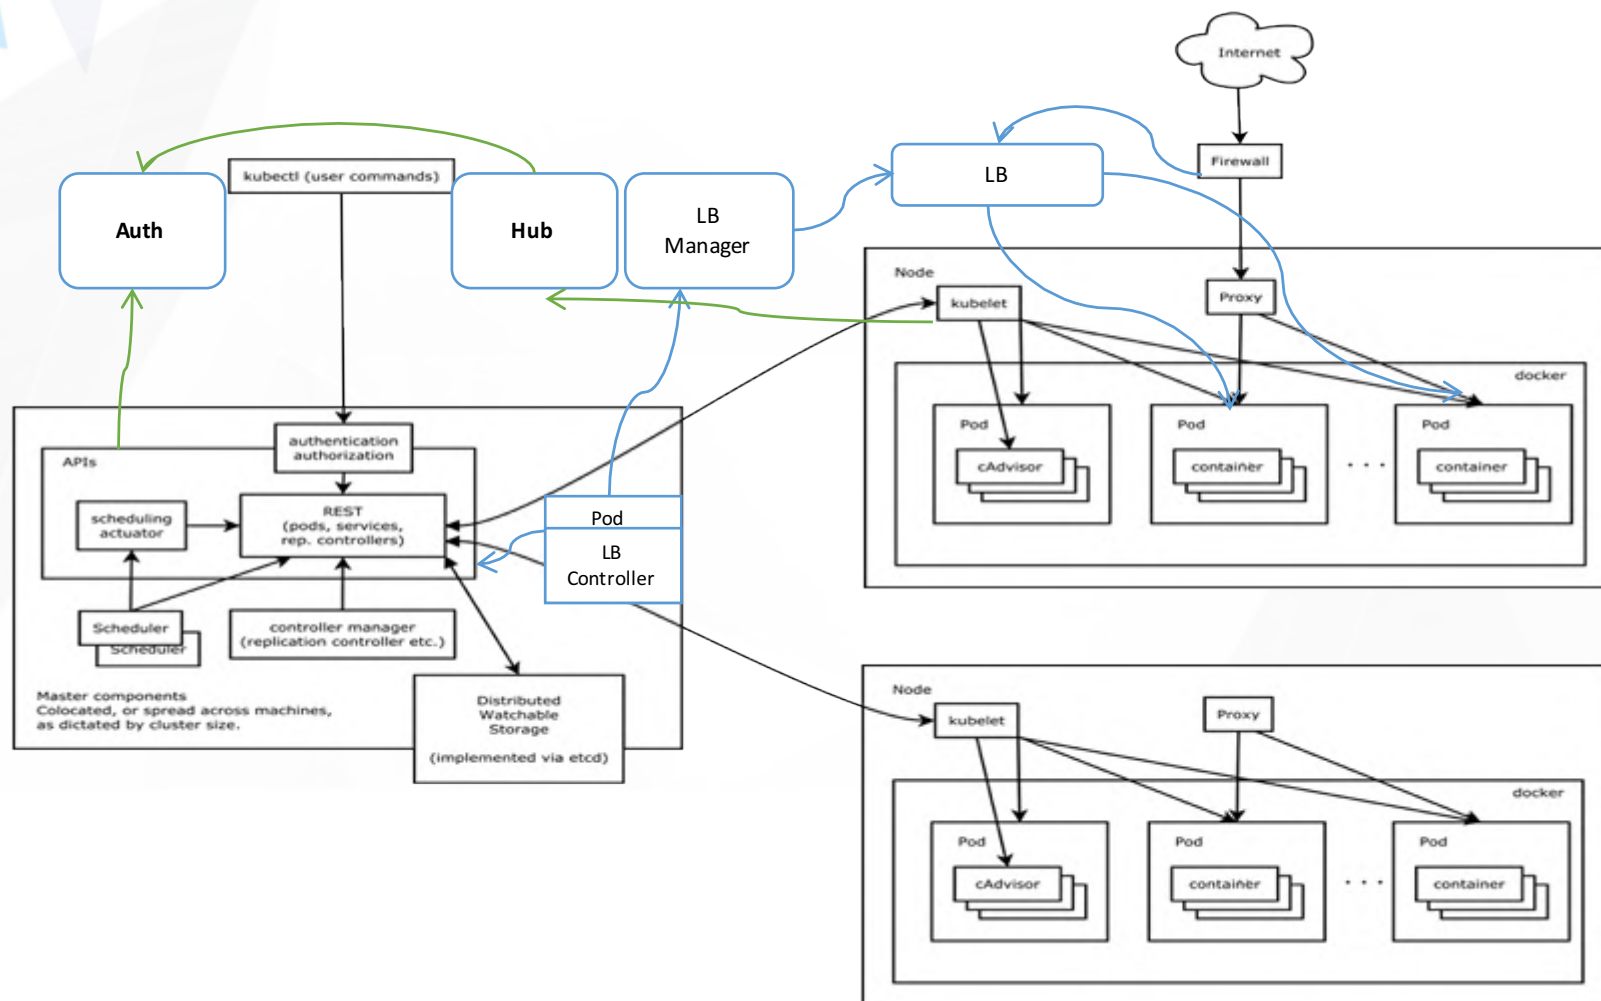 Internet
Firewall
kubectl (user commands)
Auth
Hub
LB
Manager
LB
Node
kubelet
Proxy
docker
Pod
cAdvisor
Pod
container
. . .
Pod
container
authentication
authorization
APIs
scheduling
actuator
REST
(pods, services,
rep. controllers)
Pod
LB
Controller
Scheduler
Scheduler
controller manager
(replication controller etc.)
Master components
Colocated, or spread across machines,
as dictated by cluster size.
Distributed
Watchable
Storage
(implemented via etcd)
Node
kubelet
Proxy
docker
Pod
cAdvisor
Pod
container
. . .
Pod
container